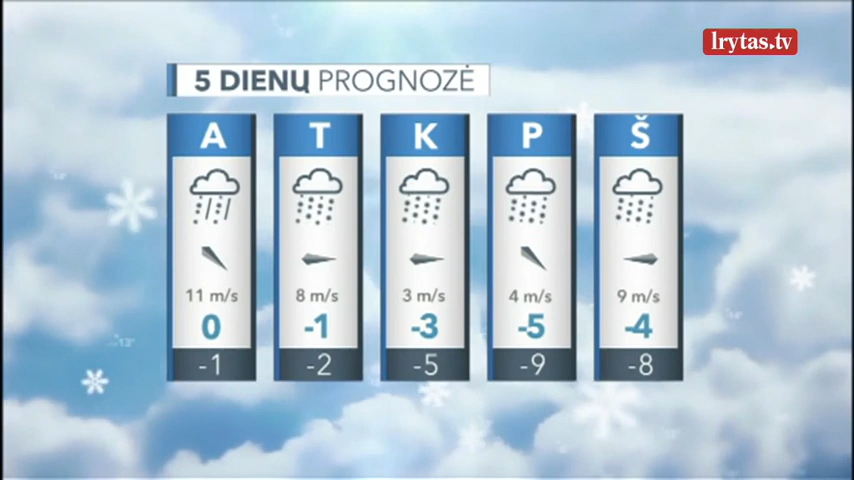 lrytas.tv
5 DIENŲ PROGNOZĖ
A T K P Š
11 m/s 8 m/s 3 m/s 4 m/s 9 m/s
0 -1 -3 -5 -4
-1 -2 -5 -9 -8